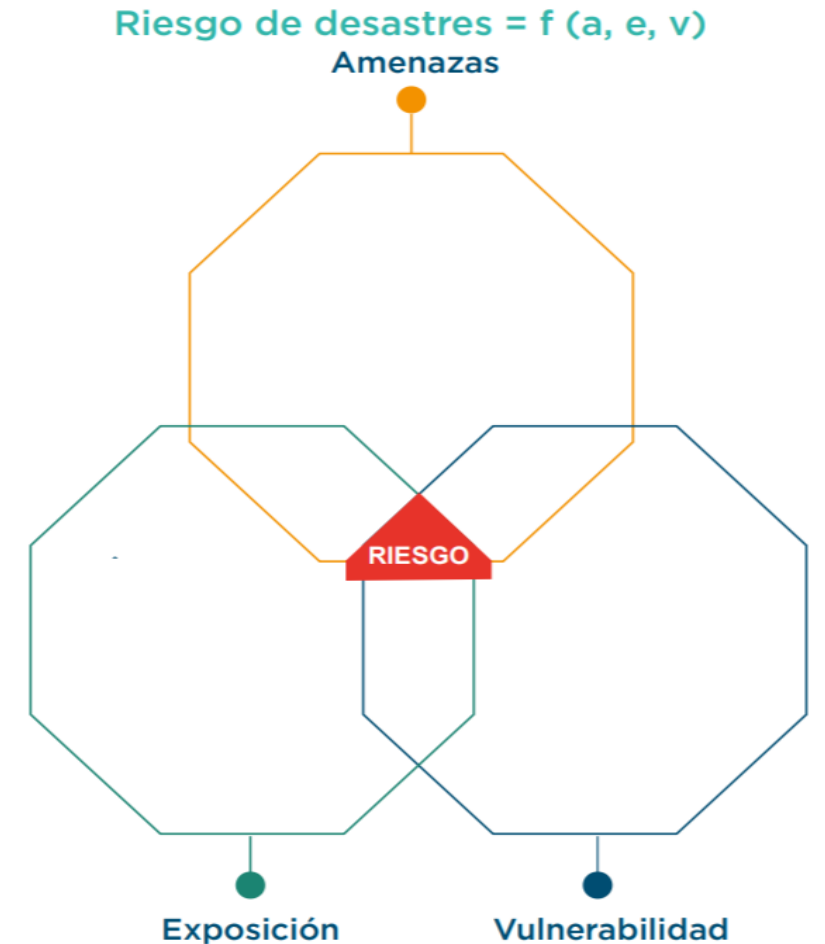 Riesgo de desastres = f (a, e, v)
Amenazas
RIESGO
Exposición
Vulnerabilidad